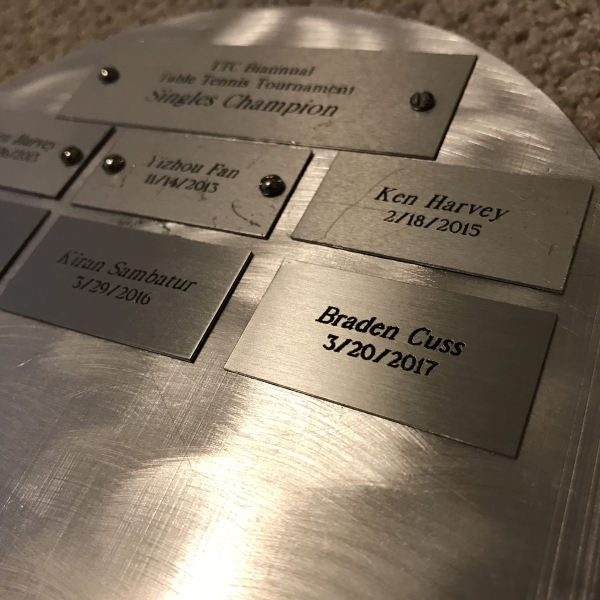 TTC Biannual
Table Tennis Tournament
Singles Champion
Harvey
Yizhou Fan
11/14/2013
Ken Harvey
2/18/2015
Kiran Sambatur
3/29/2016
Braden Cuss
3/20/2017